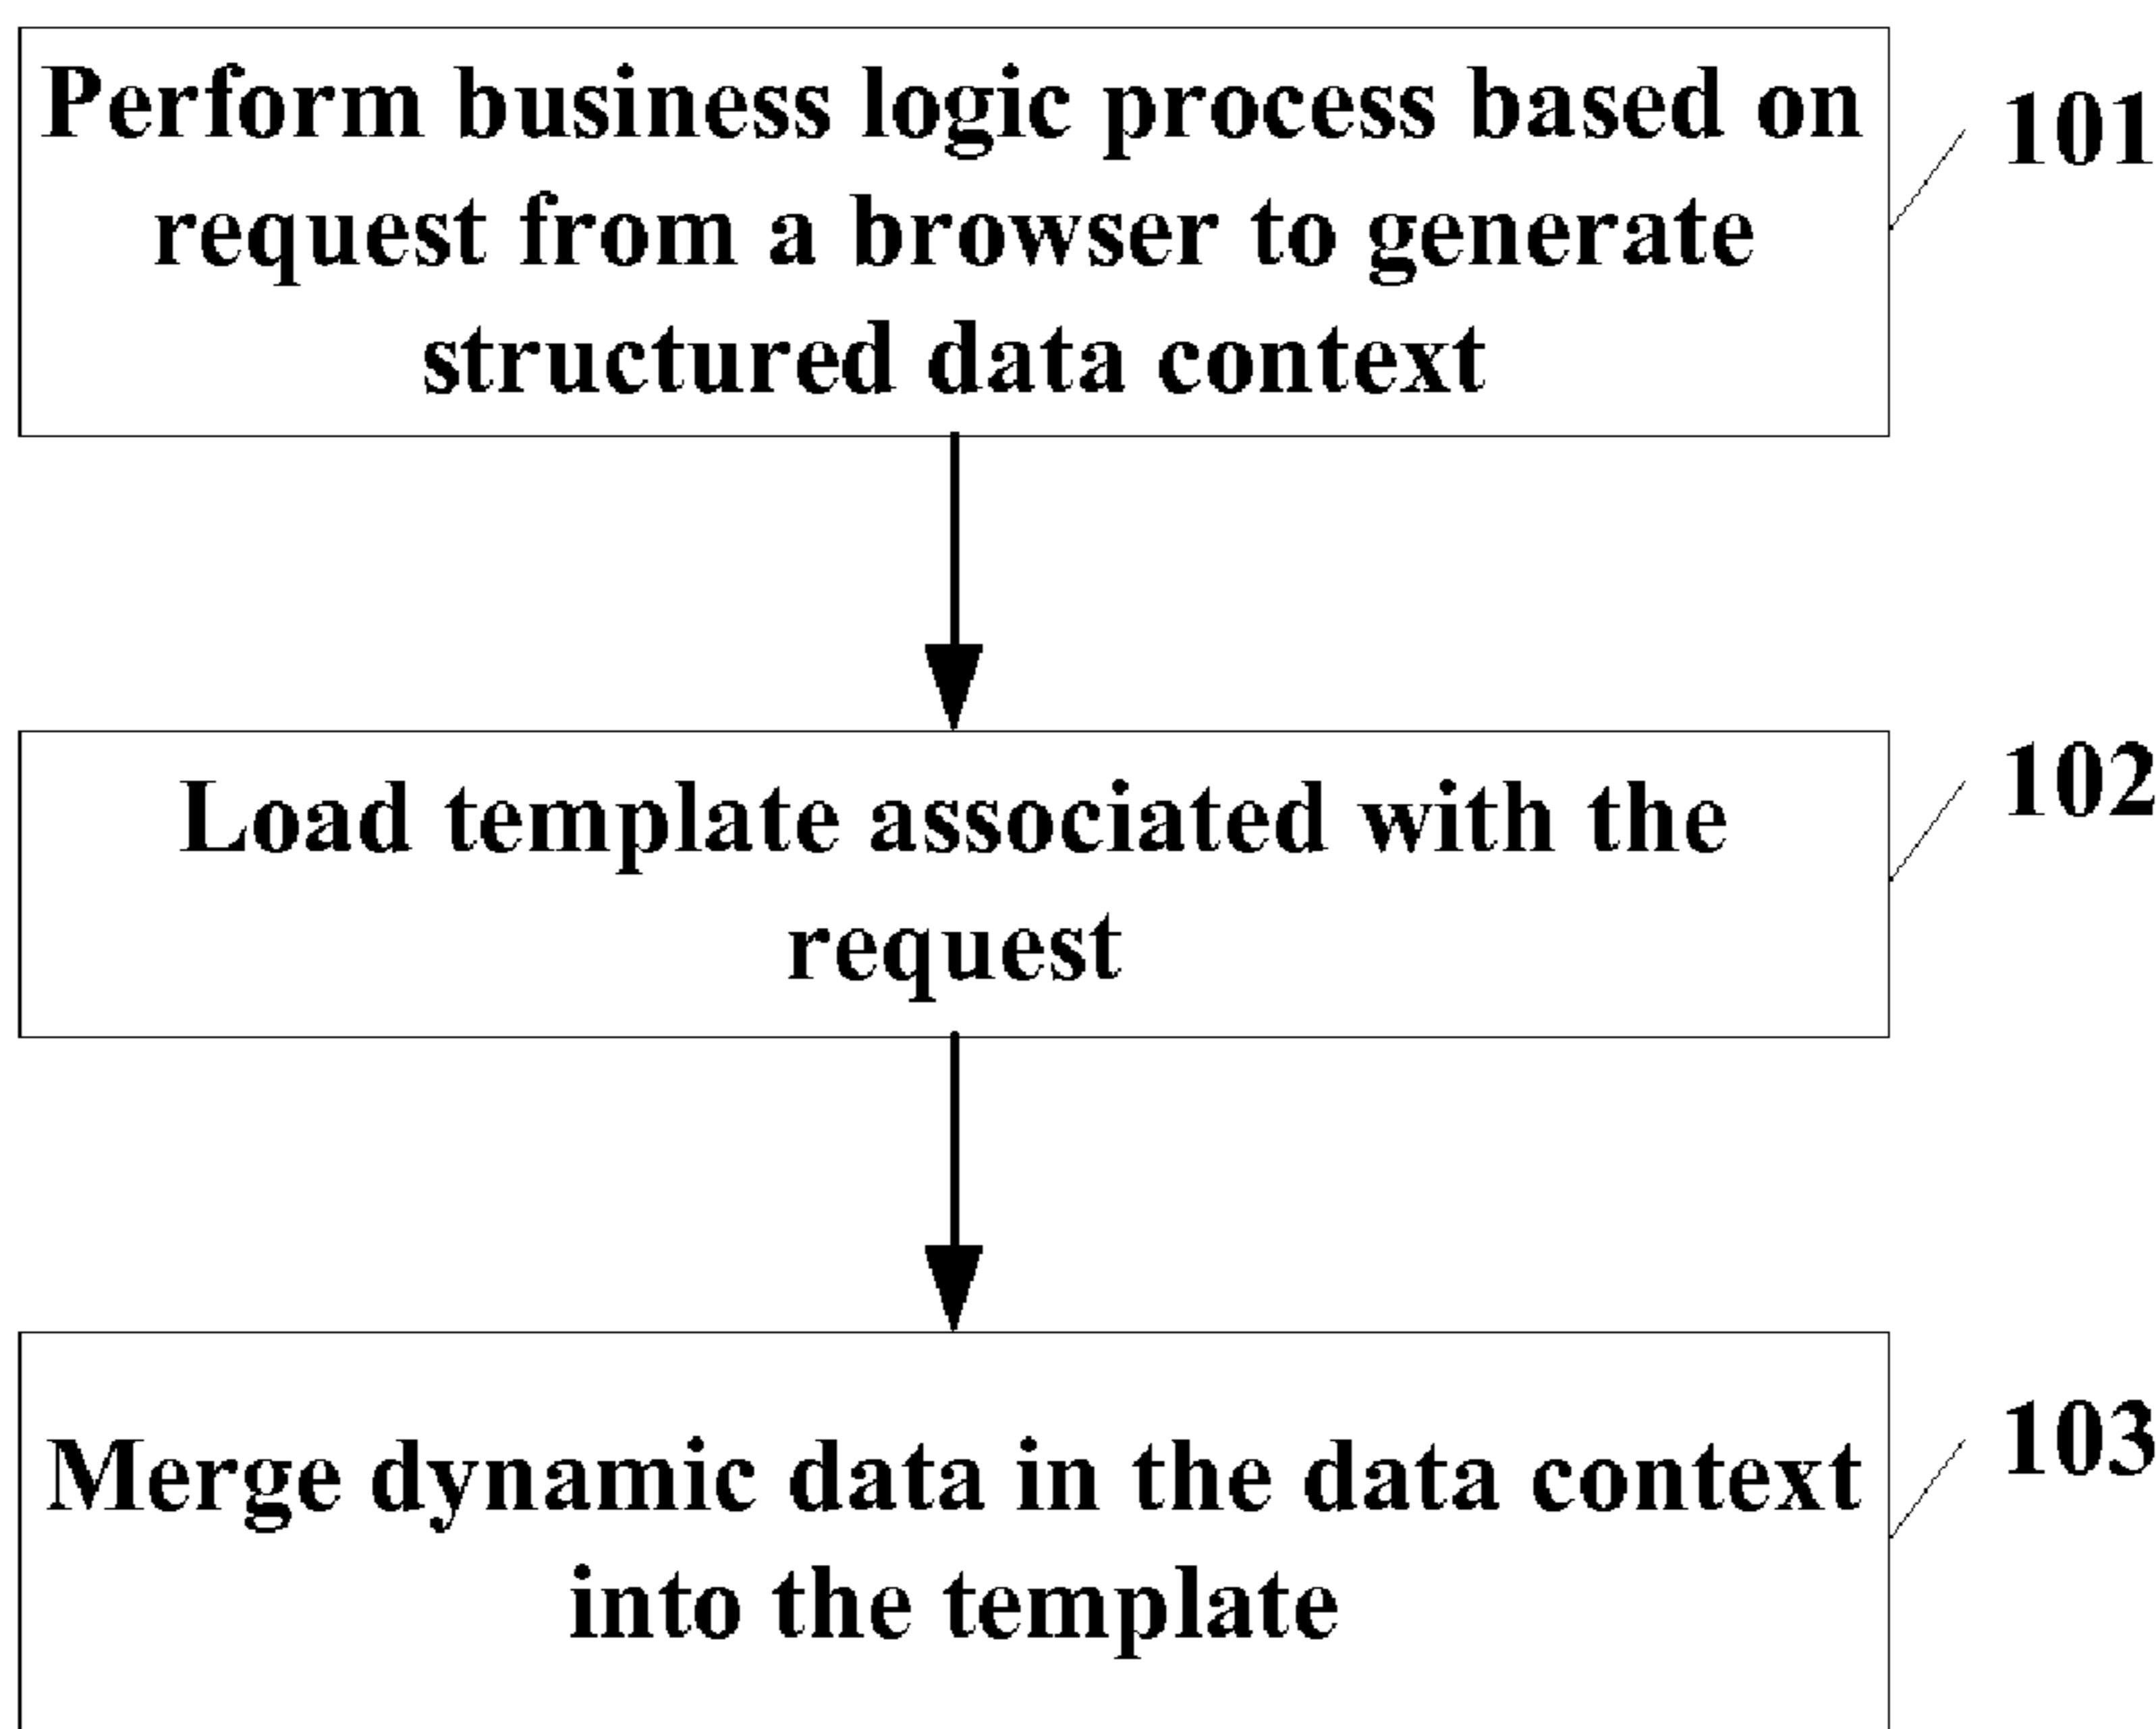 Perform business logic process based on
request from a browser to generate
structured data context
101
Load template associated with the
request
102
Merge dynamic data in the data context
into the template
103